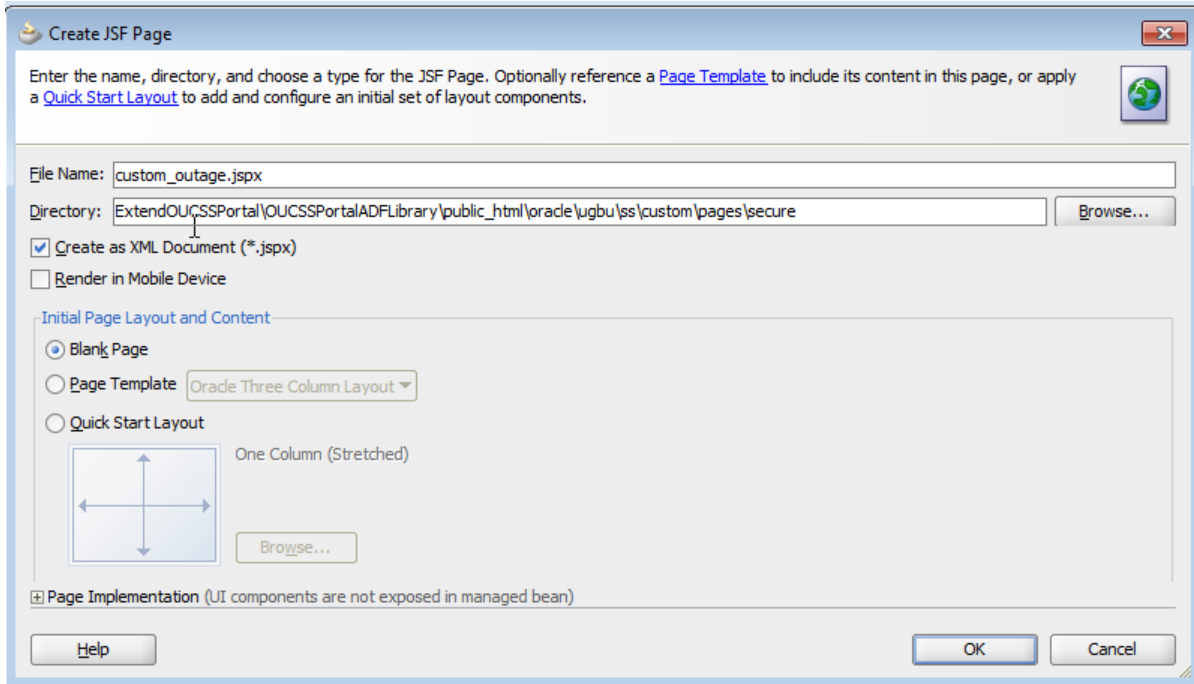 Create JSF Page
Enter the name, directory, and choose a type for the JSF Page. Optionally reference a Page Template to include its content in this page, or apply
a Quick Start Layout to add and configure an initial set of layout components.
File Name: custom_outage.jspx
Directory: ExtendOUCSSPortal\OUCSSPortalADFLibrary\public_html\oracle\ugbu\ss\custom\pages\secure Browse...
Create as XML Document (*.jspx)
Render in Mobile Device
Initial Page Layout and Content
Blank Page
Page Template Oracle Three Column Layout
Quick Start Layout
One Column (Stretched)
Browse...
Page Implementation (UI components are not exposed in managed bean)
Help OK Cancel